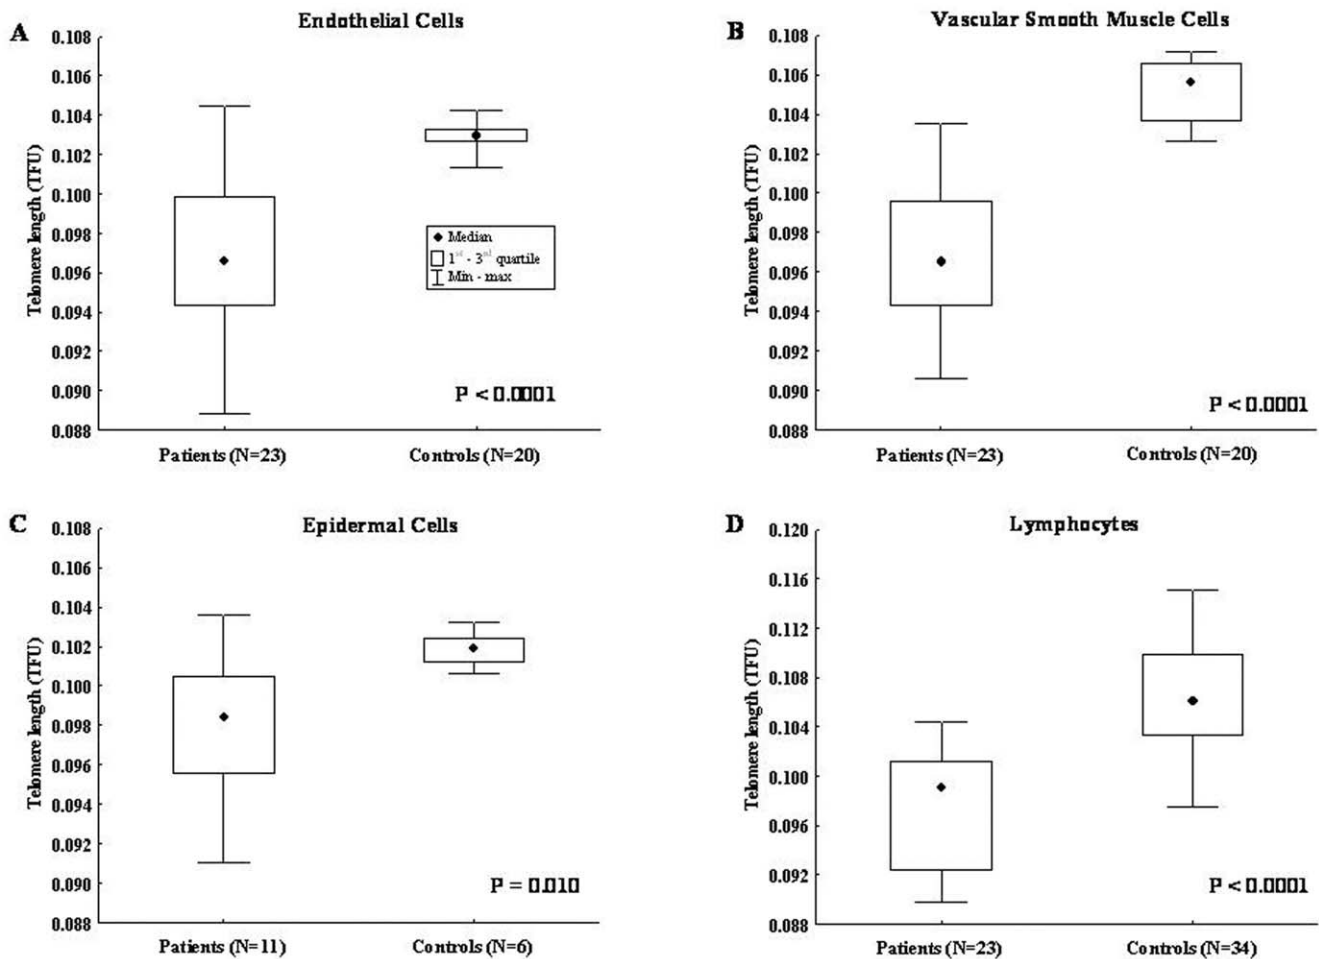 A
Endothelial Cells
Telomere length (TFU)
0.108
0.106
0.104
0.102
0.100
0.098
0.096
0.094
0.092
0.090
0.088
Median
1st - 3rd quartile
Min - max
P < 0.0001
Patients (N=23)
Controls (N=20)
B
Vascular Smooth Muscle Cells
Telomere length (TFU)
0.108
0.106
0.104
0.102
0.100
0.098
0.096
0.094
0.092
0.090
0.088
P < 0.0001
Patients (N=23)
Controls (N=20)
C
Epidermal Cells
Telomere length (TFU)
0.108
0.106
0.104
0.102
0.100
0.098
0.096
0.094
0.092
0.090
0.088
P = 0.010
Patients (N=11)
Controls (N=6)
D
Lymphocytes
Telomere length (TFU)
0.120
0.116
0.112
0.108
0.104
0.100
0.096
0.092
0.088
P < 0.0001
Patients (N=23)
Controls (N=34)